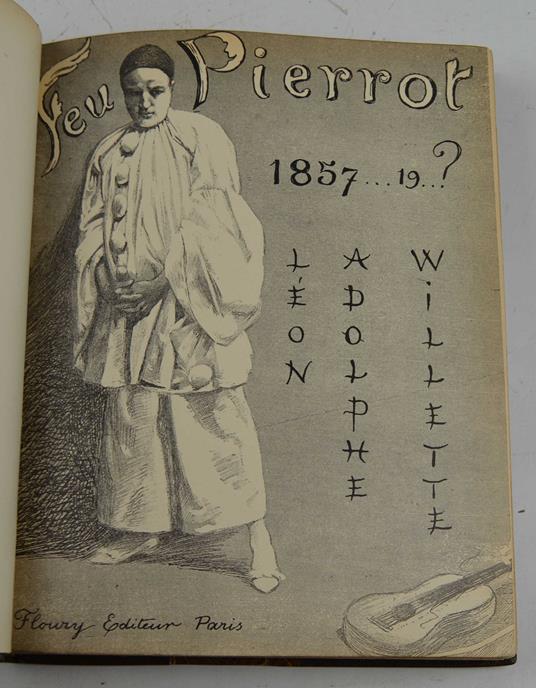 Feu Pierrot
1857...19..?
LÉON
ADOLPHE
WiLLETTE
Floury Editeur Paris